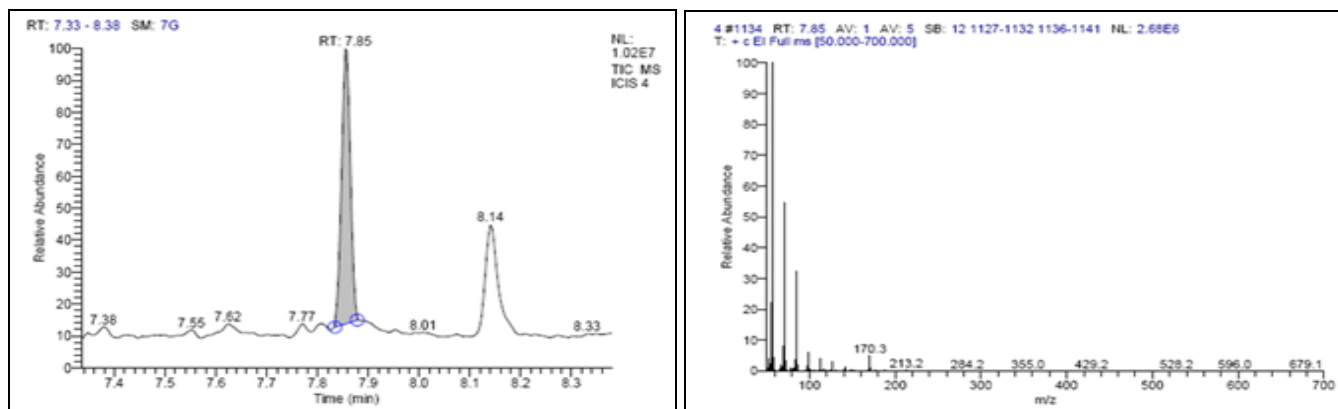 RT: 7.33 - 8.38 SM: 7G
RT: 7.85
NL:
1.02E7
TIC MS
ICIS 4
100
90
80
70
60
50
40
30
20
10
0
Relative Abundance
7.38
7.55
7.62
7.77
8.01
8.14
8.33
7.4 7.5 7.6 7.7 7.8 7.9 8.0 8.1 8.2 8.3
Time (min)
4 #1134 RT: 7.85 AV: 1 AV: 5 SB: 12 1127-1132 1136-1141 NL: 2.68E6
T: + c EI Full ms [50.000-700.000]
100
90
80
70
60
50
40
30
20
10
0
Relative Abundance
170.3
213.2
284.2
355.0
429.2
528.2
596.0
679.1
100 200 300 400 500 600 700
m/z